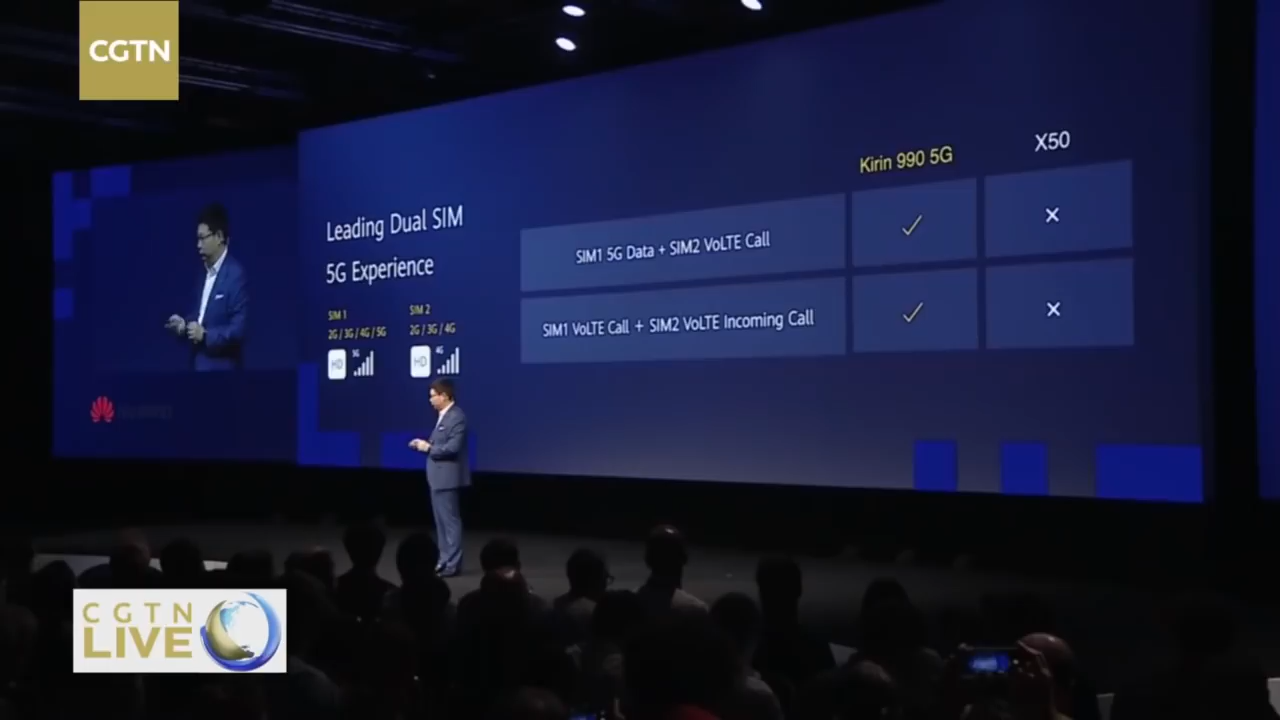 CGTN
Leading Dual SIM
5G Experience
SIM 1
2G / 3G / 4G / 5G
HD
5G
SIM 2
2G / 3G / 4G
HD
4G
Kirin 990 5G
X50
SIM1 5G Data + SIM2 VoLTE Call
✓
×
SIM1 VoLTE Call + SIM2 VoLTE Incoming Call
✓
×
CGTN
LIVE